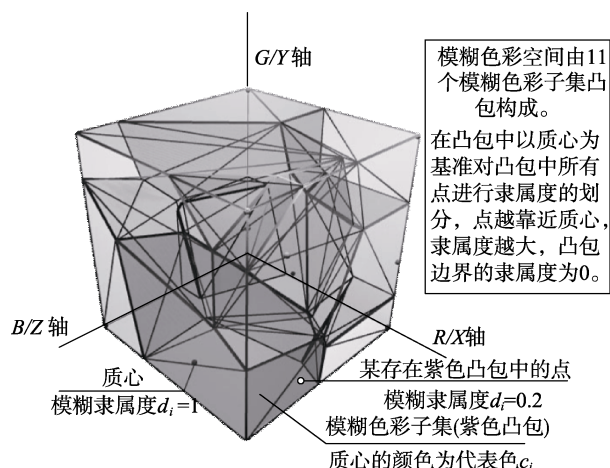 G/Y 轴
模糊色彩空间由11
个模糊色彩子集凸
包构成。
在凸包中以质心为
基准对凸包中所有
点进行隶属度的划
分，点越靠近质心，
隶属度越大，凸包
边界的隶属度为0。
B/Z 轴
R/X轴
质心
模糊隶属度d_i=1
某存在紫色凸包中的点
模糊隶属度d_i=0.2
模糊色彩子集(紫色凸包)
质心的颜色为代表色c_i